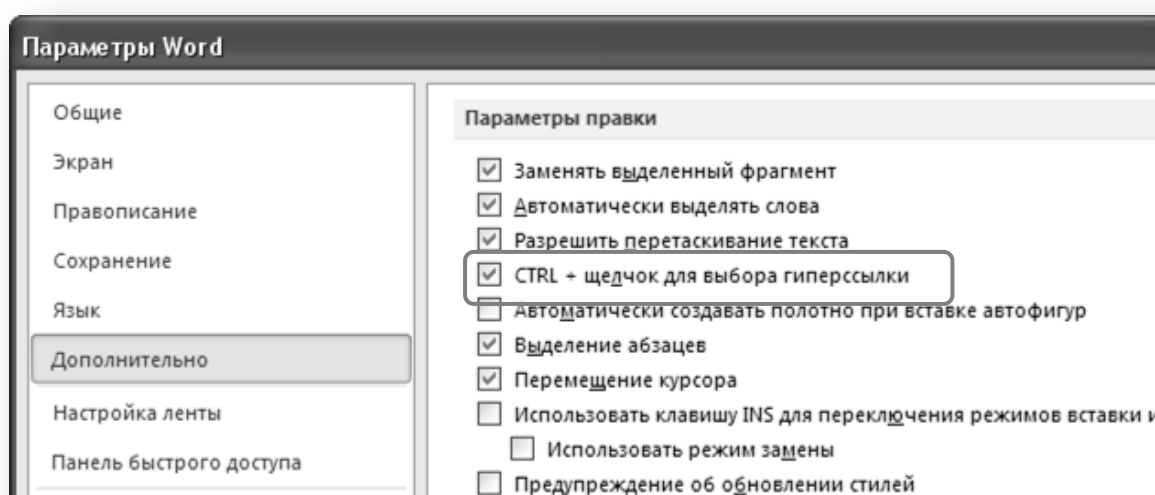 Параметры Word
Общие
Экран
Правописание
Сохранение
Язык
Дополнительно
Настройка ленты
Панель быстрого доступа
Параметры правки
Заменять выделенный фрагмент
Автоматически выделять слова
Разрешить перетаскивание текста
CTRL + щелчок для выбора гиперссылки
Автоматически создавать полотно при вставке автофигур
Выделение абзацев
Перемещение курсора
Использовать клавишу INS для переключения режимов вставки и
Использовать режим замены
Предупреждение об обновлении стилей